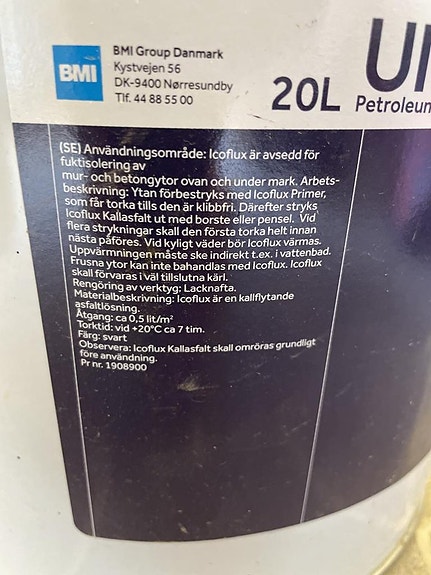 BMI
BMI Group Danmark
Kystvejen 56
DK-9400 Nørresundby
Tlf. 44 88 55 00
20L
Petroleum
(SE) Användningsområde: Icoflux är avsedd för
fuktisolering av
mur- och betongytor ovan och under mark. Arbets-
beskrivning: Ytan förbestryks med Icoflux Primer,
som får torka tills den är klibbfri. Därefter stryks
Icoflux Kallasfalt ut med borste eller pensel. Vid
flera strykningar skall den första torka helt innan
nästa påföres. Vid kyligt väder bör Icoflux värmas.
Uppvärmningen måste ske indirekt t.ex. i vattenbad.
Frusna ytor kan inte bahandlas med Icoflux. Icoflux
skall förvaras i väl tillslutna kärl.
Rengöring av verktyg: Lacknafta.
Materialbeskrivning: Icoflux är en kallflytande
asfaltlösning.
Åtgang: ca 0,5 lit/m²
Torktid: vid +20°C ca 7 tim.
Färg: svart
Observera: Icoflux Kallasfalt skall omröras grundligt
före användning.
Pr nr. 1908900